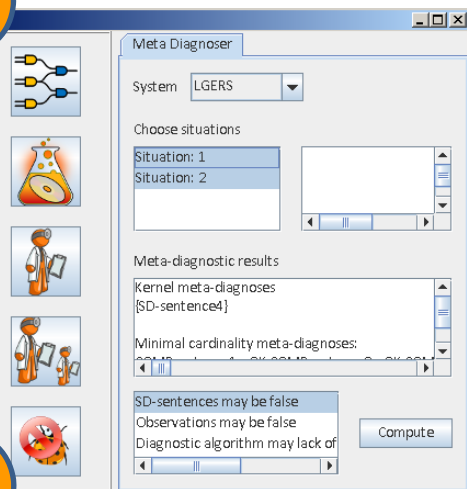 Meta Diagnoser
System LGERS
Choose situations
Situation: 1
Situation: 2
Meta-diagnostic results
Kernel meta-diagnoses
{SD-sentence4}
Minimal cardinality meta-diagnoses:
SD-sentences may be false
Observations may be false
Diagnostic algorithm may lack of
Compute